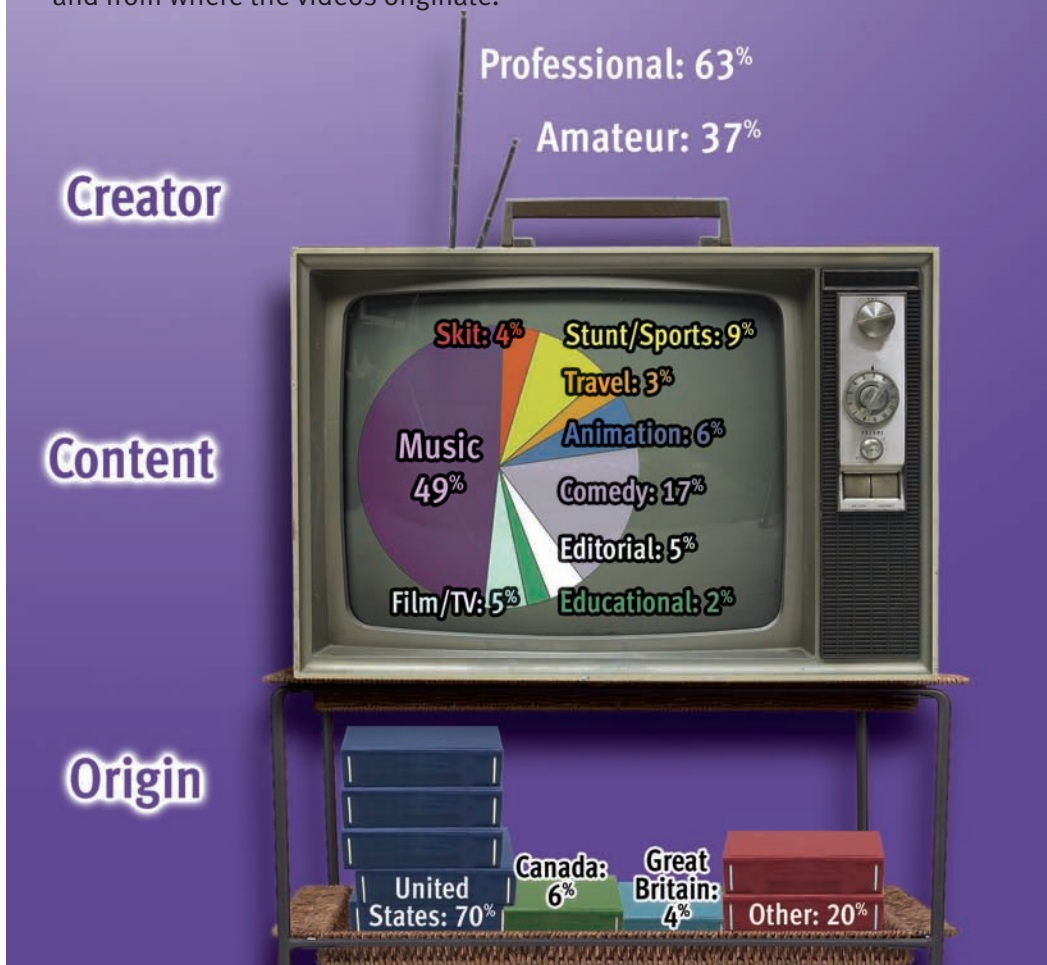 and from where the videos originate.
Professional: 63%
Amateur: 37%
Creator
Skit: 4%
Stunt/Sports: 9%
Travel: 3%
Animation: 6%
Music
49%
Content
Comedy: 17%
Editorial: 5%
Film/TV: 5%
Educational: 2%
Origin
United
States: 70%
Canada:
6%
Great
Britain:
4%
Other: 20%